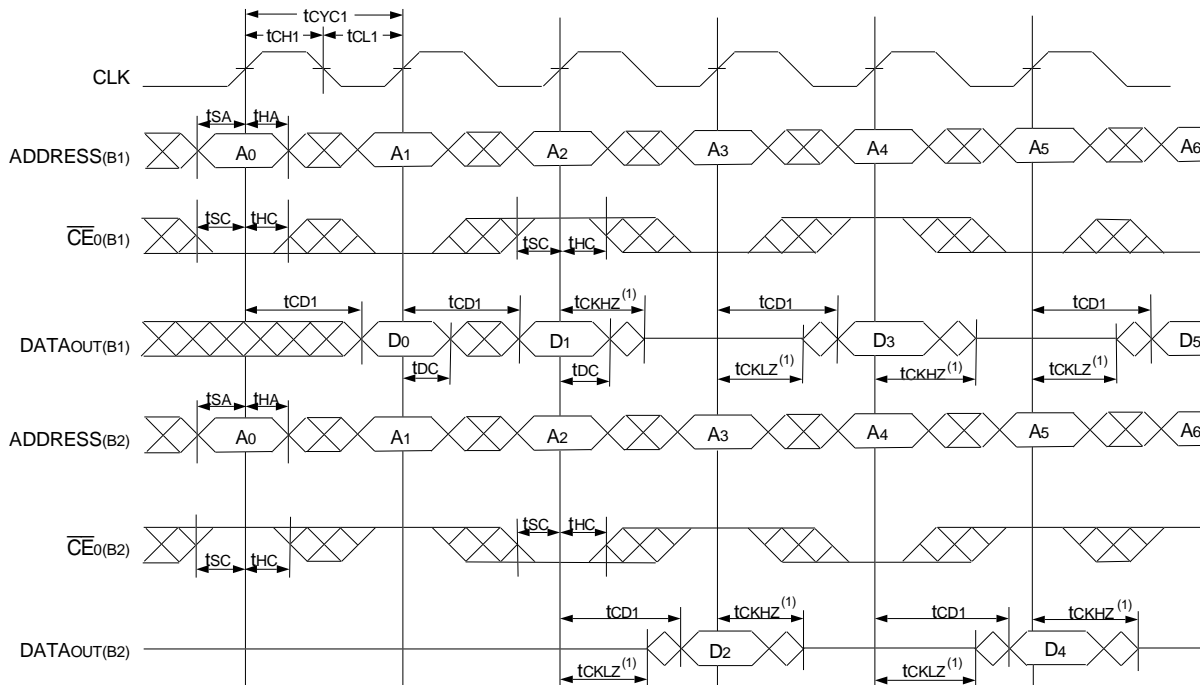 tCYC1
tCH1 tCL1
CLK
tSA tHA
ADDRESS(B1) A0 A1 A2 A3 A4 A5 A6
tSC tHC
CE0(B1) tSC tHC
tCD1 tCD1 tCKHZ(1) tCD1 tCD1
DATAOUT(B1) D0 D1 D3 D5
tDC tDC tCKLZ(1) tCKHZ(1) tCKLZ(1)
tSA tHA
ADDRESS(B2) A0 A1 A2 A3 A4 A5 A6
tSC tHC
CE0(B2)
tSC tHC
tCD1 tCKHZ(1) tCD1 tCKHZ(1)
DATAOUT(B2) D2 D4
tCKLZ(1) tCKLZ(1)